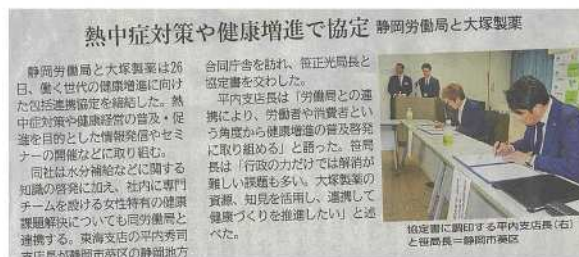 熱中症対策や健康増進で協定 静岡労働局と大塚製薬
静岡労働局と大塚製薬は26
日、働く世代の健康増進に向け
た包括連携協定を締結した。熱
中症対策や健康経営の普及・促
進を目的とした情報発信やセミ
ナーの開催などに取り組む。
同社は水分補給などに関する
知識の啓発に加え、社内に専門
チームを設ける女性特有の健康
課題解決についても同労働局と
連携する。東海支店の平内秀司
支店長が静岡市葵区の静岡地方
合同庁舎を訪れ、笹正光局長と
協定書を交わした。
平内支店長は「労働局との連
携により、労働者や消費者とい
う角度から健康増進の普及啓発
に取り組める」と語った。笹局
長は「行政の力だけでは解消が
難しい課題も多い。大塚製薬の
資源、知見を活用し、連携して
健康づくりを推進したい」と述
べた。
協定書に調印する平内支店長(右)
と笹局長=静岡市葵区